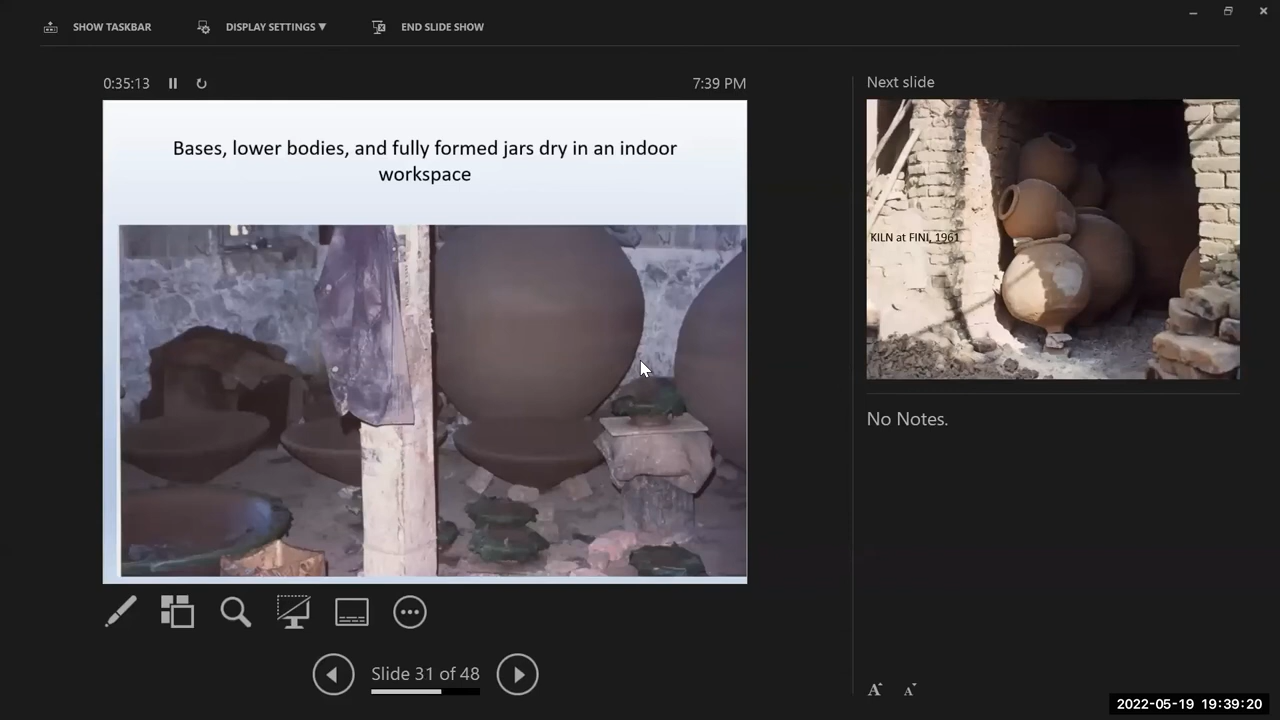 SHOW TASKBAR
DISPLAY SETTINGS ▼
END SLIDE SHOW
0:35:13
7:39 PM
Next slide
Bases, lower bodies, and fully formed jars dry in an indoor
workspace
KILN at FINI, 1961
No Notes.
Slide 31 of 48
A A
2022-05-19 19:39:20